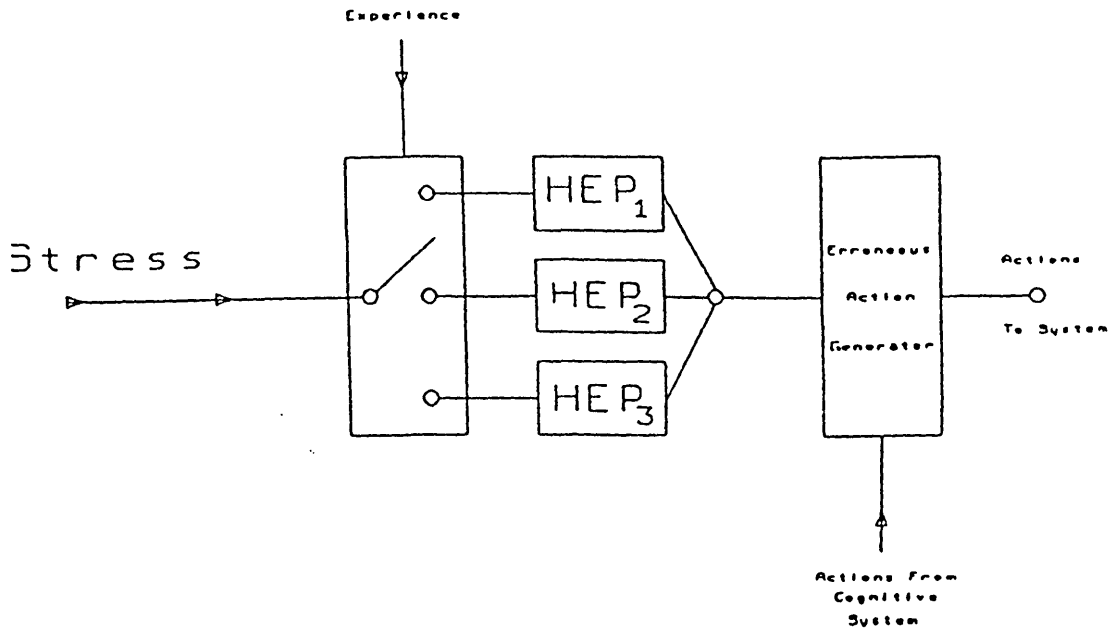 Experience
Stress
HEP1
HEP2
HEP3
Erroneous
Action
Generator
Actions
To System
Actions From
Cognitive
System